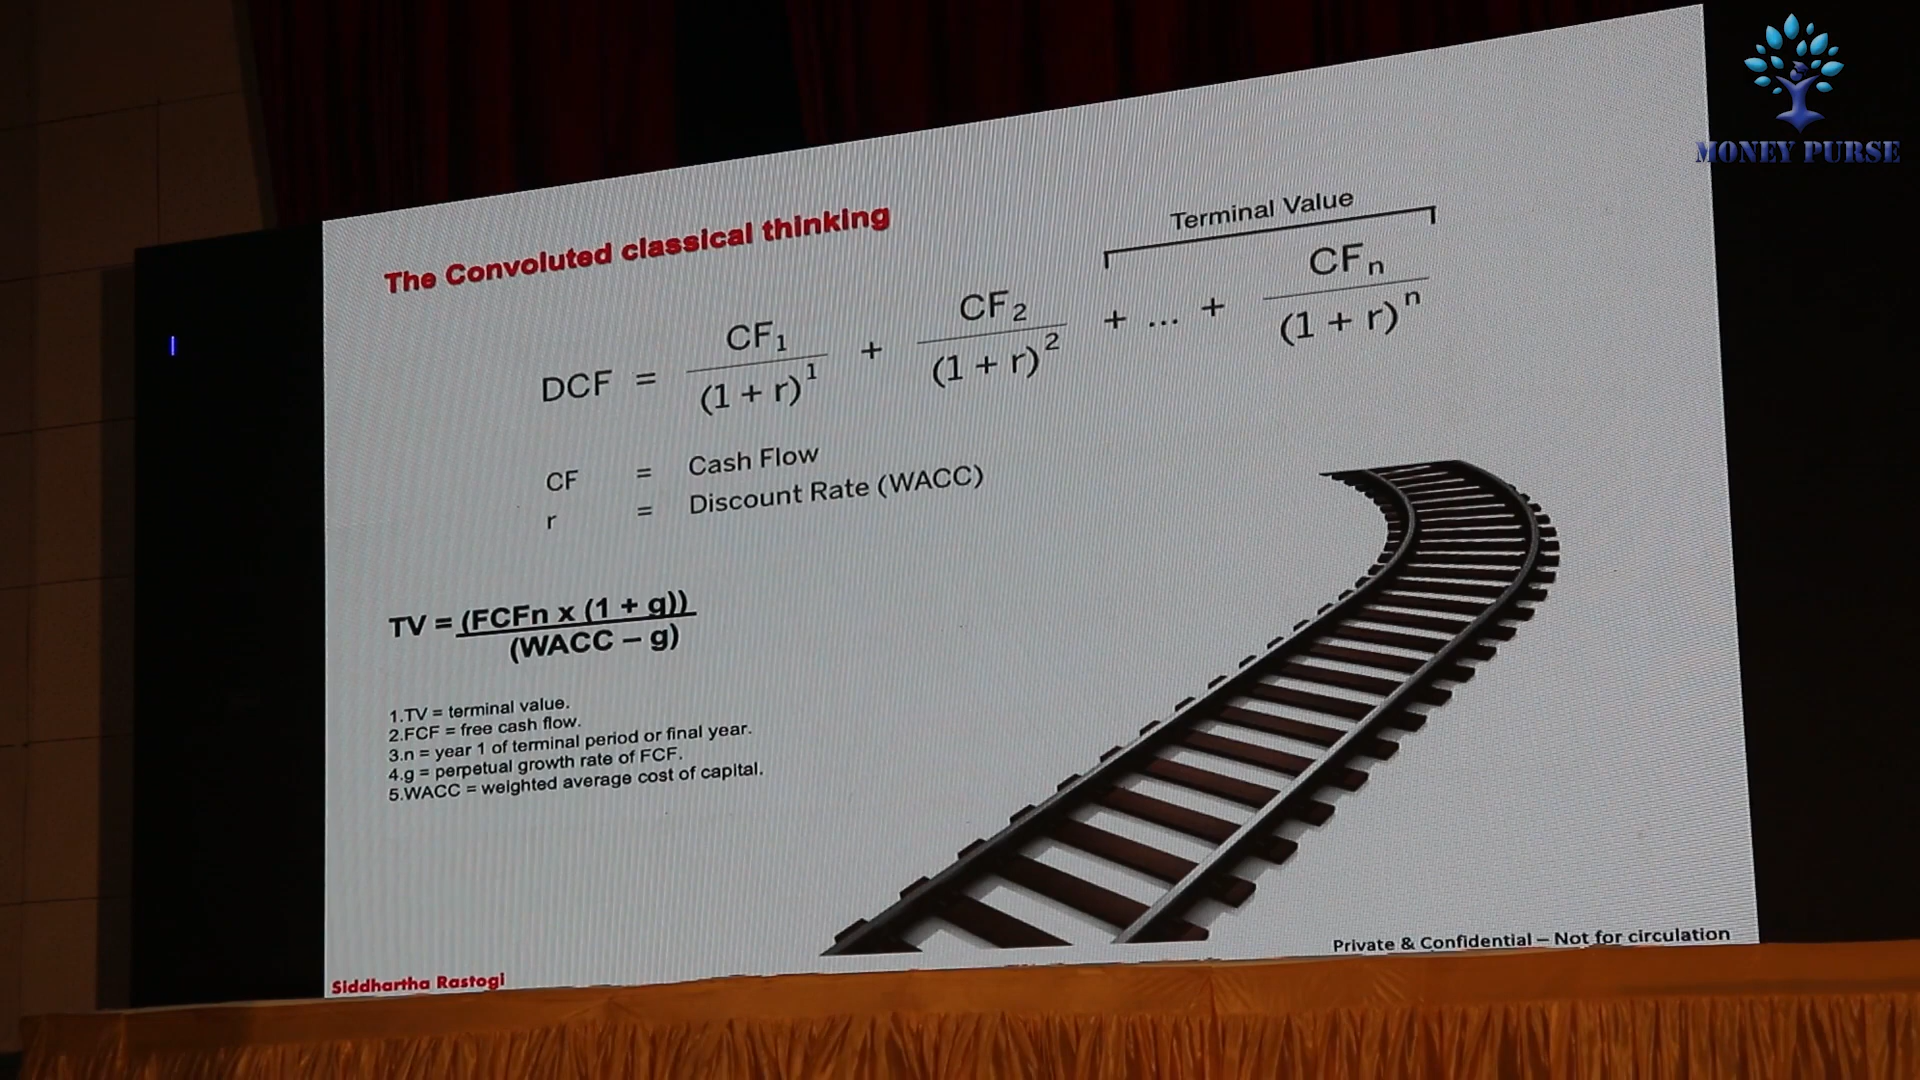 MONEY PURSE
The Convoluted classical thinking
Terminal Value
DCF = CF1 / (1 + r)^1 + CF2 / (1 + r)^2 + ... + CFn / (1 + r)^n
CF = Cash Flow
r = Discount Rate (WACC)
TV = (FCFn x (1 + g))
(WACC – g)
1.TV = terminal value.
2.FCF = free cash flow.
3.n = year 1 of terminal period or final year.
4.g = perpetual growth rate of FCF.
5.WACC = weighted average cost of capital.
Private & Confidential – Not for circulation
Siddhartha Rastogi